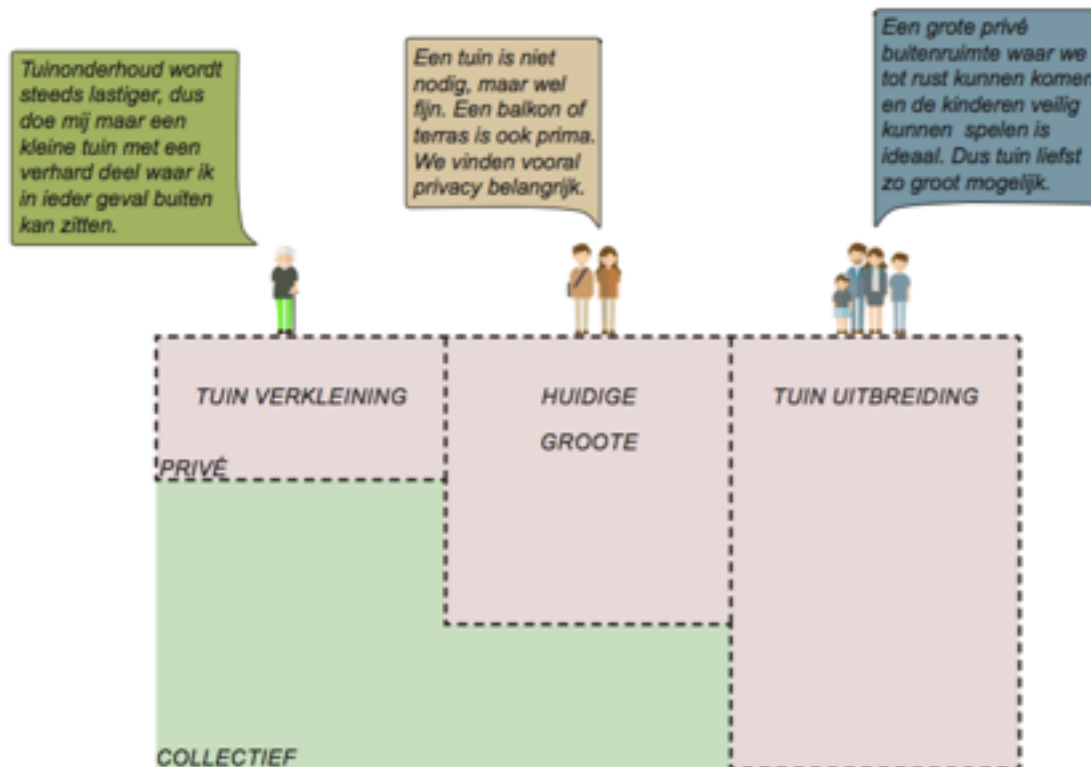 Tuinonderhoud wordt
steeds lastiger, dus
doe mij maar een
kleine tuin met een
verhard deel waar ik
in ieder geval buiten
kan zitten.
Een tuin is niet
nodig, maar wel
fijn. Een balkon of
terras is ook prima.
We vinden vooral
privacy belangrijk.
Een grote privé
buitenruimte waar we
tot rust kunnen komen
en de kinderen veilig
kunnen spelen is
ideaal. Dus tuin liefst
zo groot mogelijk.
TUIN VERKLEINING
HUIDIGE
GROOTE
TUIN UITBREIDING
PRIVÉ
COLLECTIEF